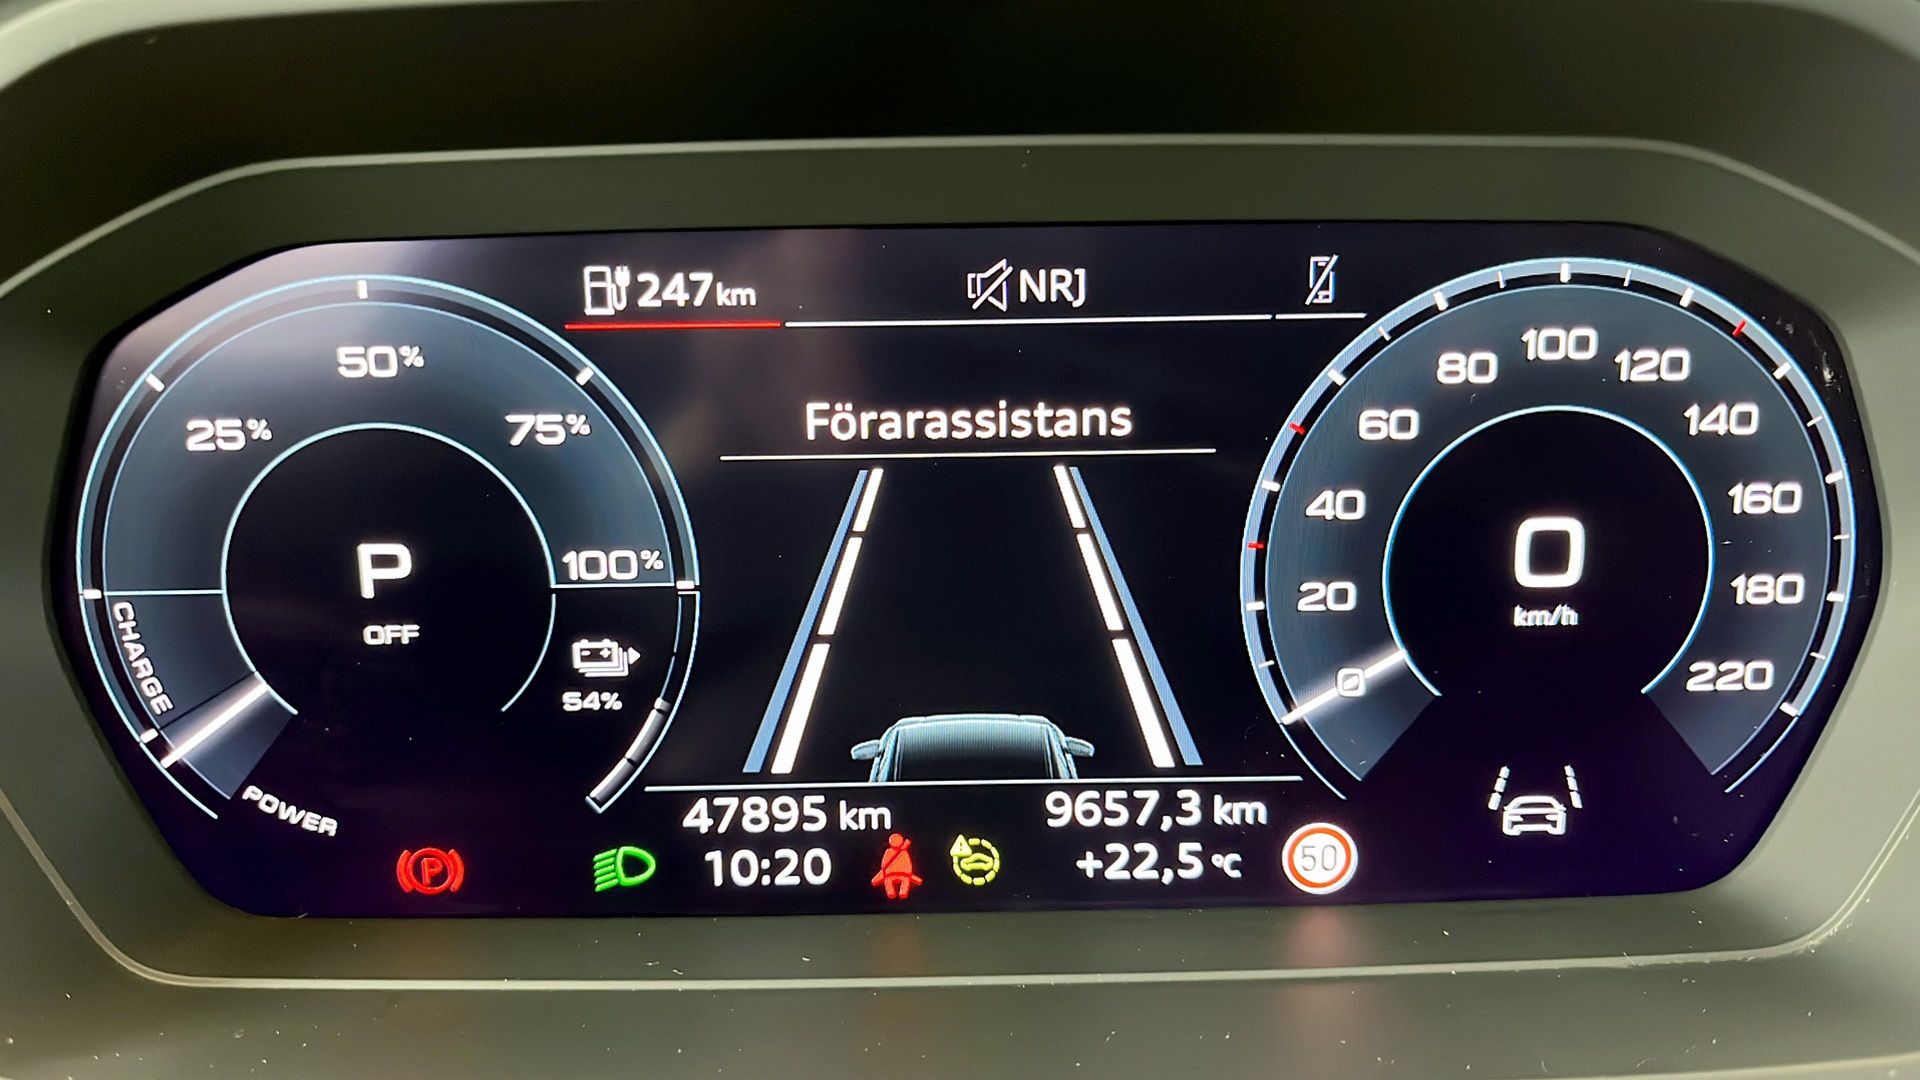 247 km
NRJ
Förarassistans
25%
50%
75%
100%
P
OFF
CHARGE
POWER
54%
0
20
40
60
80
100
120
140
160
180
220
0
km/h
47895 km
9657,3 km
P
10:20
+22,5 °C
50